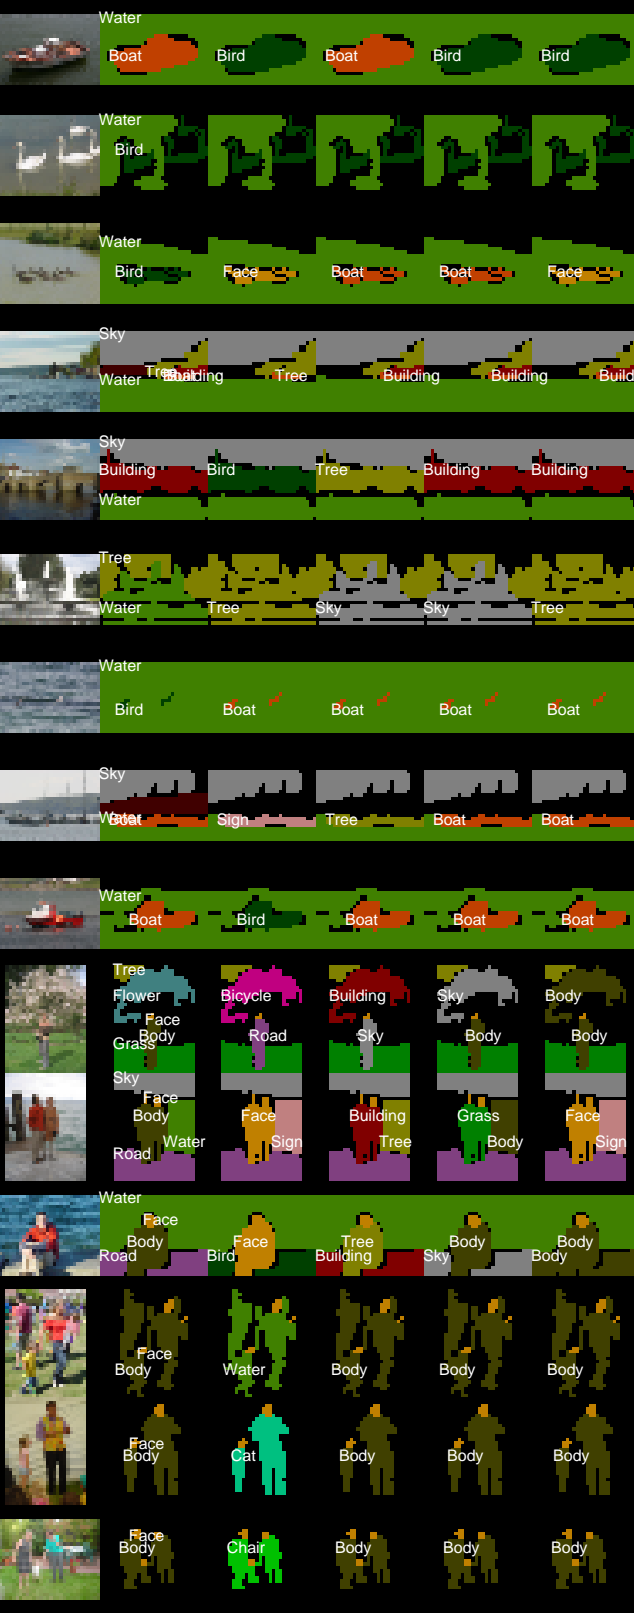 Water
Boat Bird Boat Bird Bird
Water
Bird
Water
Bird Face Boat Boat Face
Sky
Tree Boat Building Tree Building Building Build
Water
Sky
Building Bird Tree Building Building
Water
Tree
Water Tree Sky Sky Tree
Water
Bird Boat Boat Boat Boat
Sky
Water Boat Sign Tree Boat Boat
Water
Boat Bird Boat Boat Boat
Tree
Flower Bicycle Building Sky Body
Face
Body Road Sky Body Body
Grass
Sky
Face
Body Face Building Grass Face
Water Sign Tree Body Sign
Road
Water
Face
Body Face Tree Body Body
Road Bird Building Sky Body
Face
Body Water Body Body Body
Face
Body Cat Body Body Body
Face
Body Chair Body Body Body